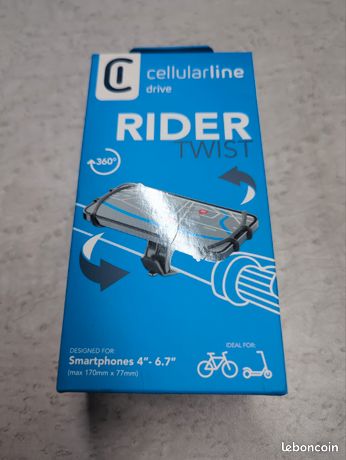 cellularline
drive
RIDER
TWIST
360°
DESIGNED FOR:
Smartphones 4"- 6.7"
(max 170mm x 77mm)
IDEAL FOR:
leboncoin